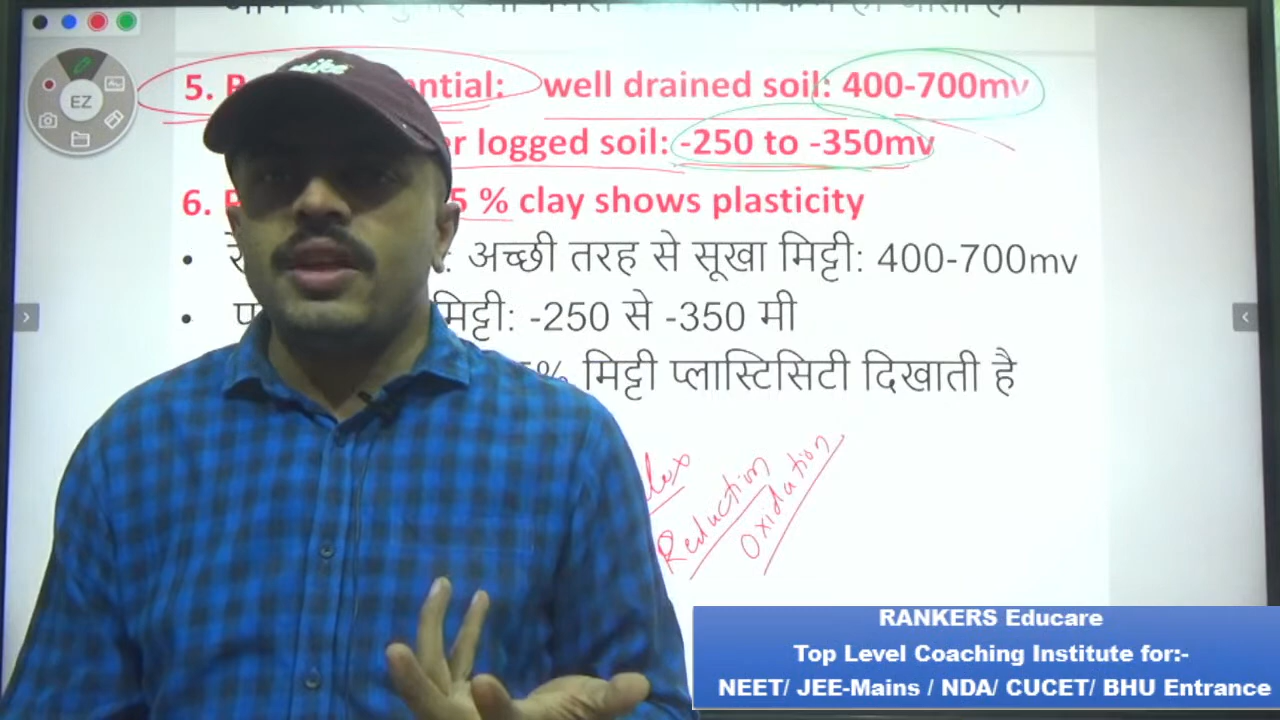 EZ
5. ential: well drained soil: 400-700mv
logged soil: -250 to -350mv
6. 5 % clay shows plasticity
• : अच्छी तरह से सूखा मिट्टी: 400-700mv
• मिट्टी: -250 से -350 मी
% मिट्टी प्लास्टिसिटी दिखाती है
Reduction
Oxidation
RANKERS Educare
Top Level Coaching Institute for:-
NEET/ JEE-Mains / NDA/ CUCET/ BHU Entrance